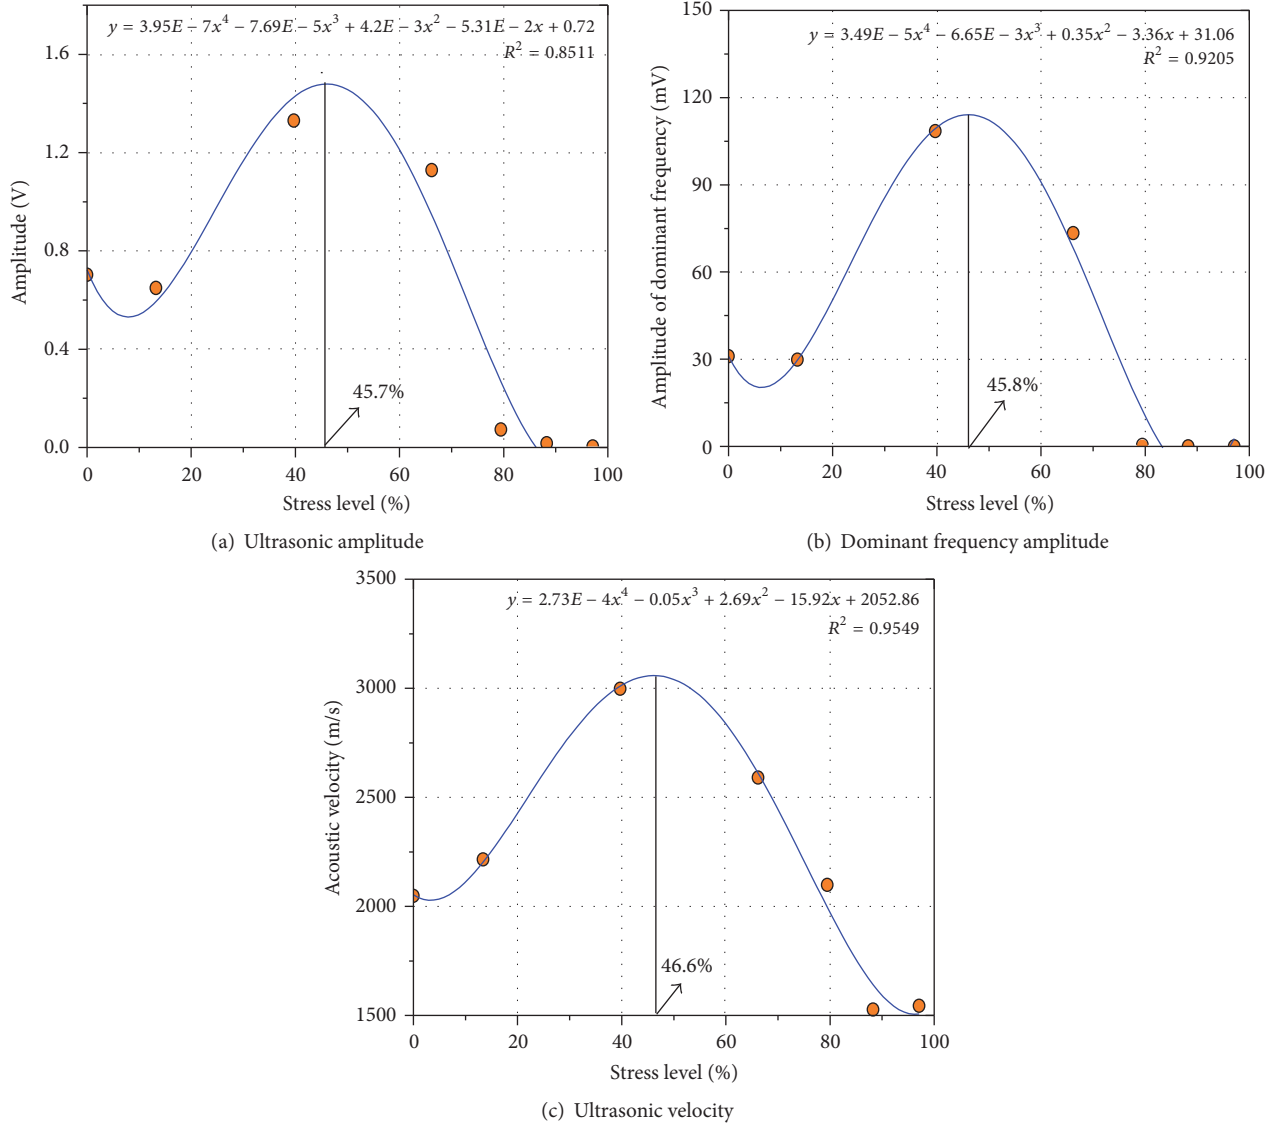 y = 3.95E − 7x⁴ − 7.69E − 5x³ + 4.2E − 3x² − 5.31E − 2x + 0.72
R² = 0.8511
1.6
1.2
0.8
0.4
0.0
Amplitude (V)
45.7%
0 20 40 60 80 100
Stress level (%)
(a) Ultrasonic amplitude
y = 3.49E − 5x⁴ − 6.65E − 3x³ + 0.35x² − 3.36x + 31.06
R² = 0.9205
150
120
90
60
30
0
Amplitude of dominant frequency (mV)
45.8%
0 20 40 60 80 100
Stress level (%)
(b) Dominant frequency amplitude
y = 2.73E − 4x⁴ − 0.05x³ + 2.69x² − 15.92x + 2052.86
R² = 0.9549
3500
3000
2500
2000
1500
Acoustic velocity (m/s)
46.6%
0 20 40 60 80 100
Stress level (%)
(c) Ultrasonic velocity